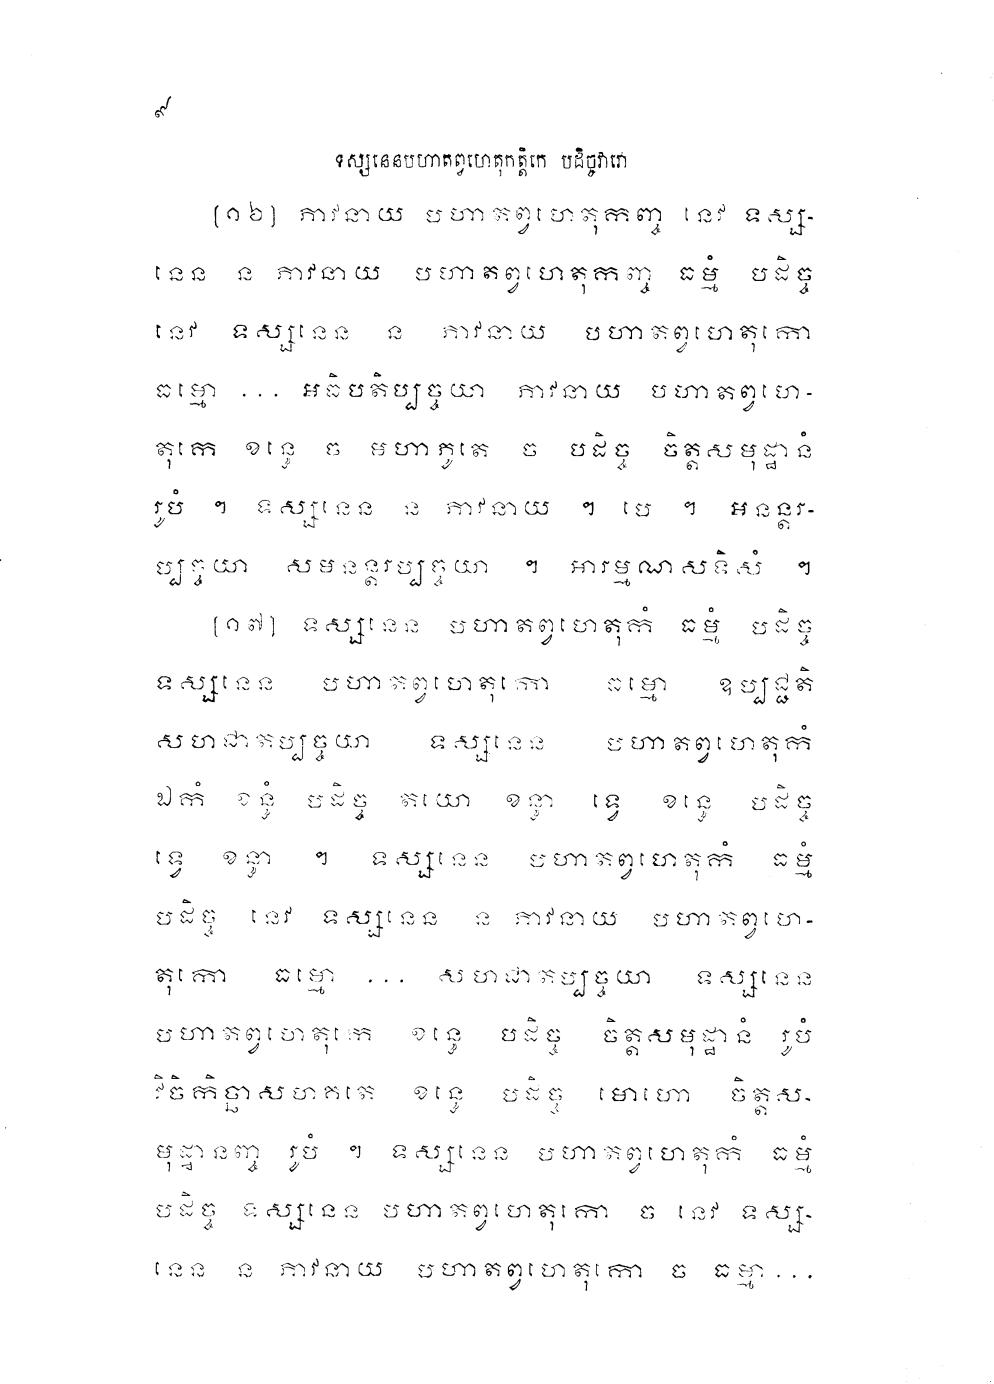 ៩
ទស្សនេនបហាតព្វហេតុកត្តិកេ បដិច្ចវារោ
[១៦] ភាវនាយ បហាតព្វហេតុកញ្ច នេវ ទស្ស-
នេន ន ភាវនាយ បហាតព្វហេតុកញ្ច ធម្មំ បដិច្ច
នេវ ទស្សនេន ន ភាវនាយ បហាតព្វហេតុកោ
ធម្មោ ... អធិបតិប្បច្ចយា ភាវនាយ បហាតព្វហេ-
តុកេ ខន្ធេ ច មហាភូតេ ច បដិច្ច ចិត្តសមុដ្ឋានំ
រូបំ ។ ទស្សនេន ន ភាវនាយ ។ បេ ។ អនន្តរ-
ប្បច្ចយា សមនន្តរប្បច្ចយា ។ អារម្មណសទិសំ ។
[១៧] ទស្សនេន បហាតព្វហេតុកំ ធម្មំ បដិច្ច
ទស្សនេន បហាតព្វហេតុកោ ធម្មោ ឧប្បជ្ជតិ
សហជាតប្បច្ចយា ទស្សនេន បហាតព្វហេតុកំ
ឯកំ ខន្ធំ បដិច្ច តយោ ខន្ធា ទ្វេ ខន្ធេ បដិច្ច
ទ្វេ ខន្ធា ។ ទស្សនេន បហាតព្វហេតុកំ ធម្មំ
បដិច្ច នេវ ទស្សនេន ន ភាវនាយ បហាតព្វហេ-
តុកោ ធម្មោ ... សហជាតប្បច្ចយា ទស្សនេន
បហាតព្វហេតុកេ ខន្ធេ បដិច្ច ចិត្តសមុដ្ឋានំ រូបំ
វិចិកិច្ឆាសហគតេ ខន្ធេ បដិច្ច មោហោ ចិត្តស-
មុដ្ឋានញ្ច រូបំ ។ ទស្សនេន បហាតព្វហេតុកំ ធម្មំ
បដិច្ច ទស្សនេន បហាតព្វហេតុកោ ច នេវ ទស្ស-
នេន ន ភាវនាយ បហាតព្វហេតុកោ ច ធម្មា ...